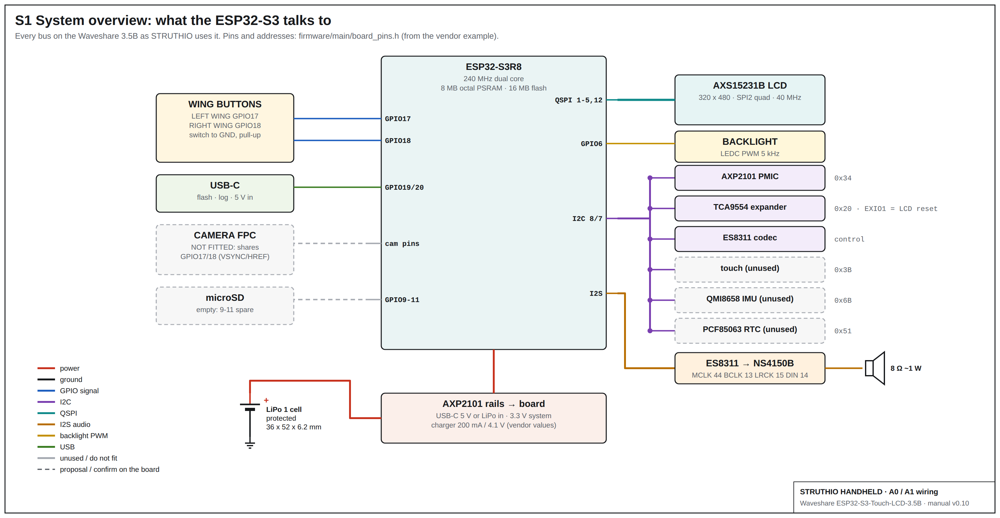 S1 System overview: what the ESP32-S3 talks to
Every bus on the Waveshare 3.5B as STRUTHIO uses it. Pins and addresses: firmware/main/board_pins.h (from the vendor example).
WING BUTTONS
LEFT WING GPIO17
RIGHT WING GPIO18
switch to GND, pull-up
USB-C
flash · log · 5 V in
CAMERA FPC
NOT FITTED: shares
GPIO17/18 (VSYNC/HREF)
microSD
empty: 9-11 spare
ESP32-S3R8
240 MHz dual core
8 MB octal PSRAM · 16 MB flash
GPIO17
GPIO18
GPIO19/20
cam pins
GPIO9-11
QSPI 1-5,12
GPIO6
I2C 8/7
I2S
AXS15231B LCD
320 x 480 · SPI2 quad · 40 MHz
BACKLIGHT
LEDC PWM 5 kHz
AXP2101 PMIC
0x34
TCA9554 expander
0x20 · EXIO1 = LCD reset
ES8311 codec
control
touch (unused)
0x3B
QMI8658 IMU (unused)
0x6B
PCF85063 RTC (unused)
0x51
ES8311 → NS4150B
MCLK 44 BCLK 13 LRCK 15 DIN 14
8 Ω ~1 W
power
ground
GPIO signal
I2C
QSPI
I2S audio
backlight PWM
USB
unused / do not fit
proposal / confirm on the board
+
LiPo 1 cell
protected
36 x 52 x 6.2 mm
AXP2101 rails → board
USB-C 5 V or LiPo in · 3.3 V system
charger 200 mA / 4.1 V (vendor values)
STRUTHIO HANDHELD · A0 / A1 wiring
Waveshare ESP32-S3-Touch-LCD-3.5B · manual v0.10